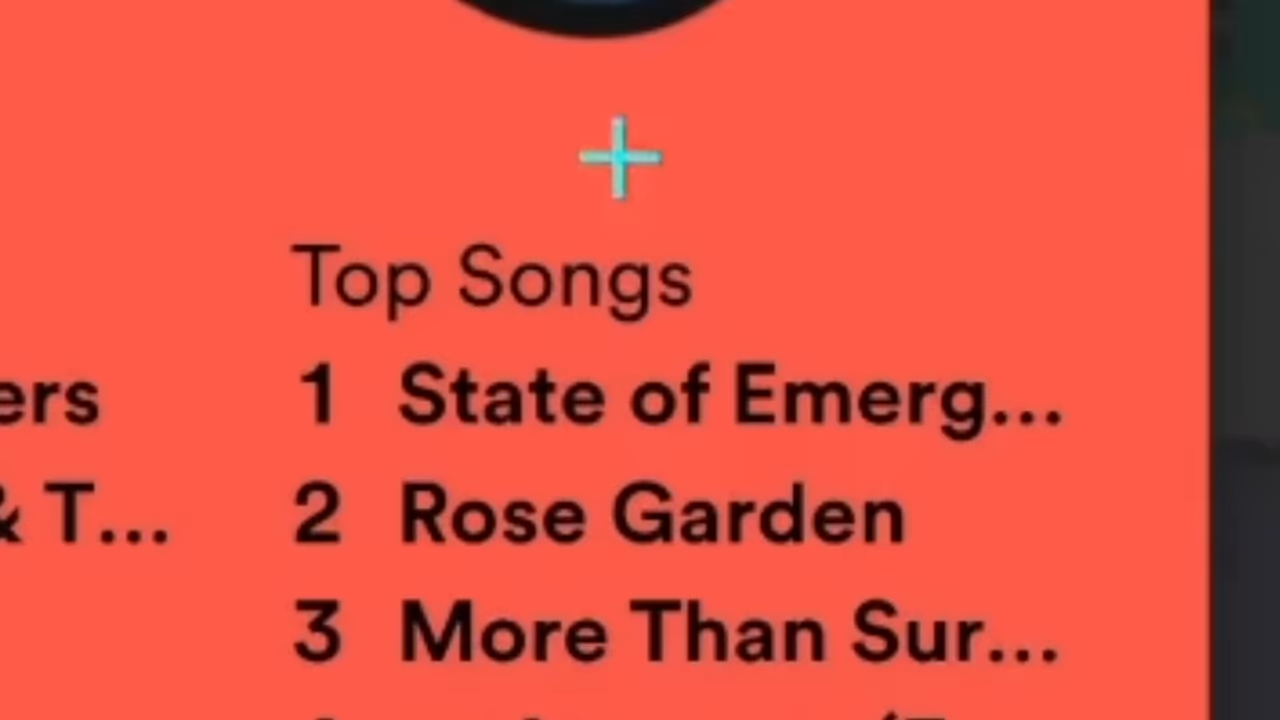 Top Songs
ers
1 State of Emerg...
& T...
2 Rose Garden
3 More Than Sur...